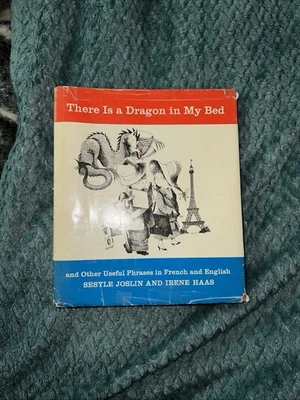 There Is a Dragon in My Bed
and Other Useful Phrases in French and English
SESYLE JOSLIN AND IRENE HAAS